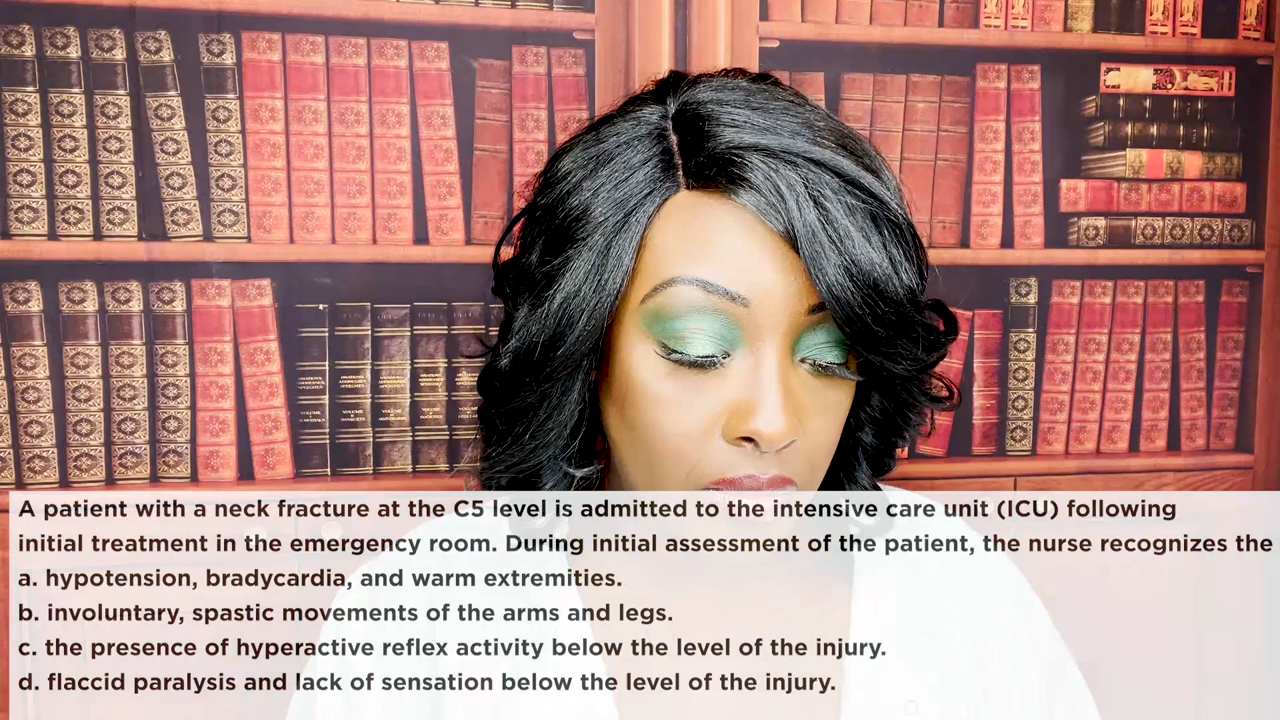 A patient with a neck fracture at the C5 level is admitted to the intensive care unit (ICU) following
initial treatment in the emergency room. During initial assessment of the patient, the nurse recognizes the
a. hypotension, bradycardia, and warm extremities.
b. involuntary, spastic movements of the arms and legs.
c. the presence of hyperactive reflex activity below the level of the injury.
d. flaccid paralysis and lack of sensation below the level of the injury.